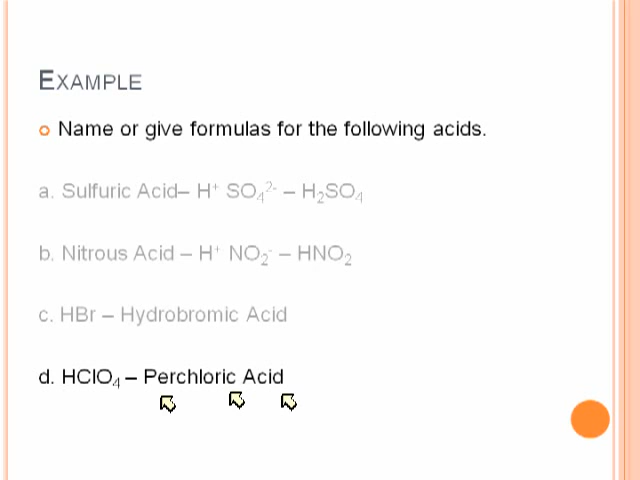 EXAMPLE
Name or give formulas for the following acids.
a. Sulfuric Acid– H⁺ SO₄²⁻ – H₂SO₄
b. Nitrous Acid – H⁺ NO₂⁻ – HNO₂
c. HBr – Hydrobromic Acid
d. HClO₄ – Perchloric Acid